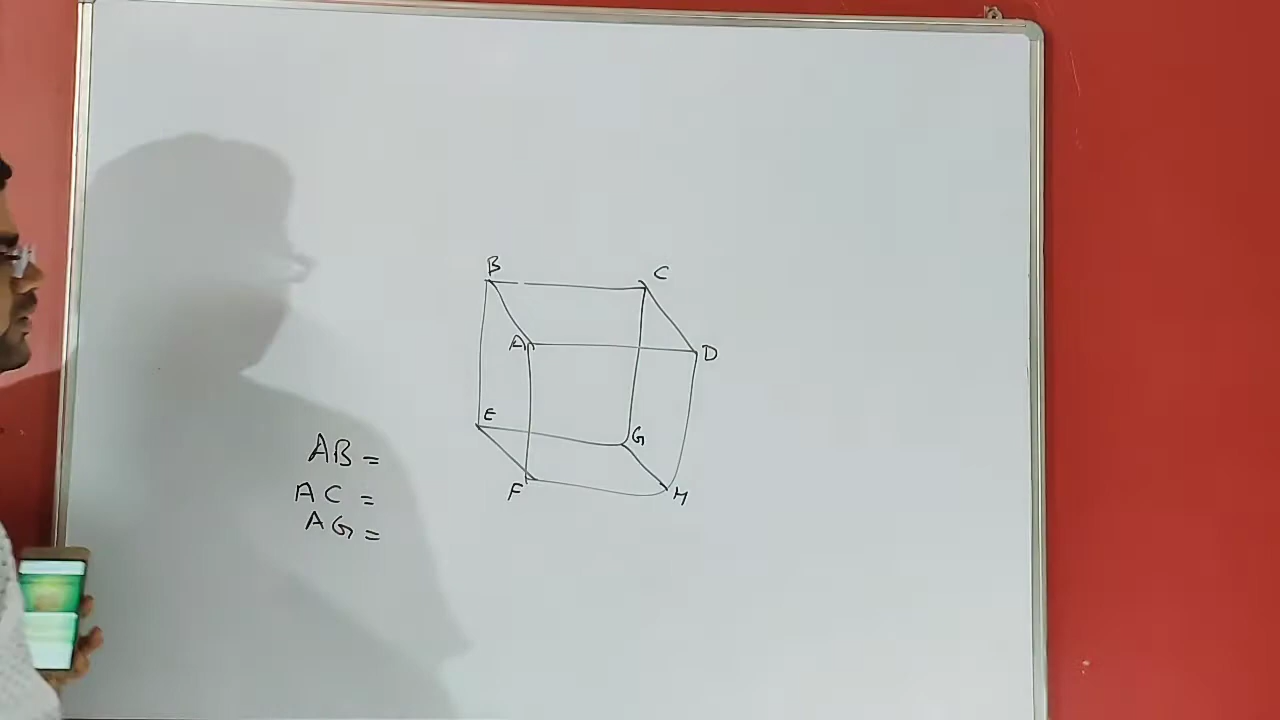 B C
A D
E G
F H
AB =
AC =
AG =